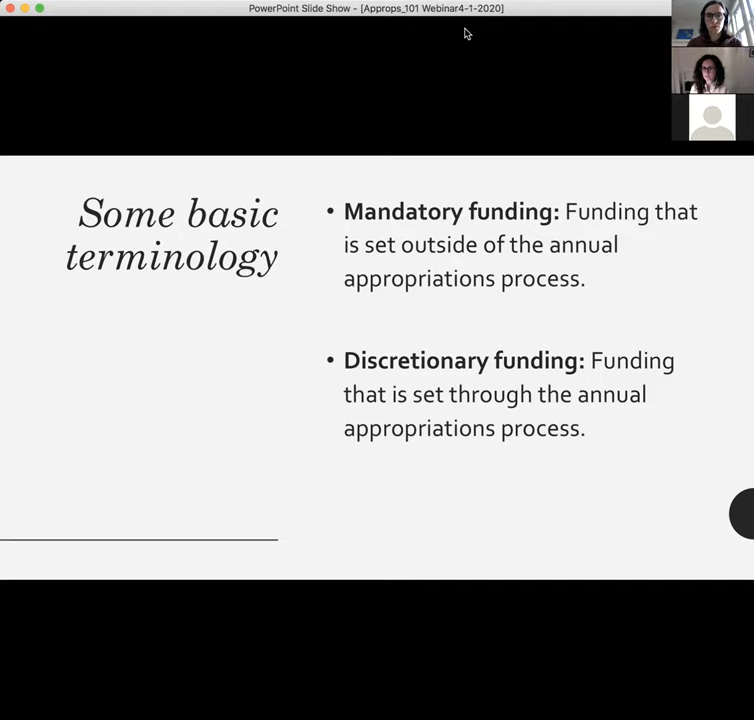 PowerPoint Slide Show - [Approps_101 Webinar4-1-2020]
Some basic
terminology
• Mandatory funding: Funding that
is set outside of the annual
appropriations process.
• Discretionary funding: Funding
that is set through the annual
appropriations process.